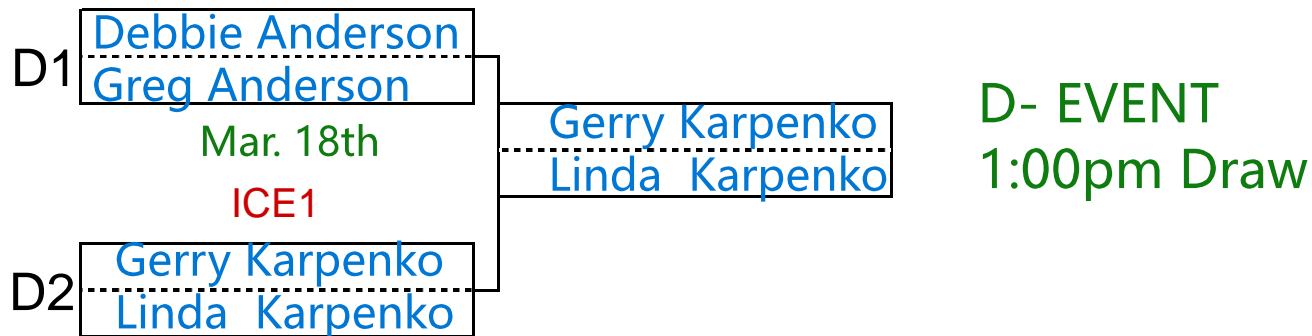 D1
Debbie Anderson
Greg Anderson
Mar. 18th
ICE1
D2
Gerry Karpenko
Linda Karpenko
Gerry Karpenko
Linda Karpenko
D- EVENT
1:00pm Draw